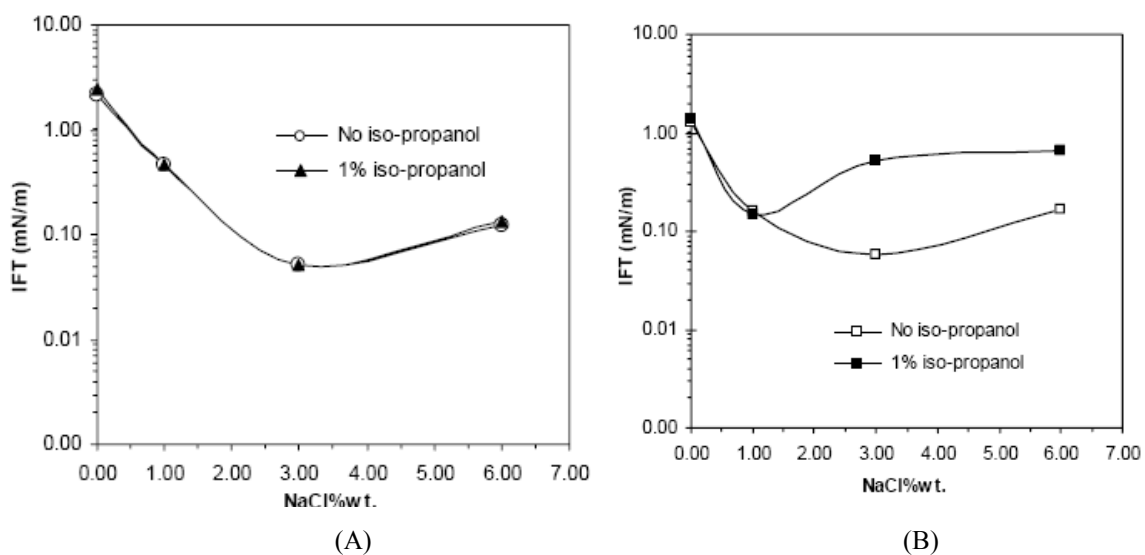 10.00
1.00
0.10
0.01
0.00
IFT (mN/m)
No iso-propanol
1% iso-propanol
0.00 1.00 2.00 3.00 4.00 5.00 6.00 7.00
NaCl%wt.
(A)
10.00
1.00
0.10
0.01
0.00
IFT (mN/m)
No iso-propanol
1% iso-propanol
0.00 1.00 2.00 3.00 4.00 5.00 6.00 7.00
NaCl%wt.
(B)